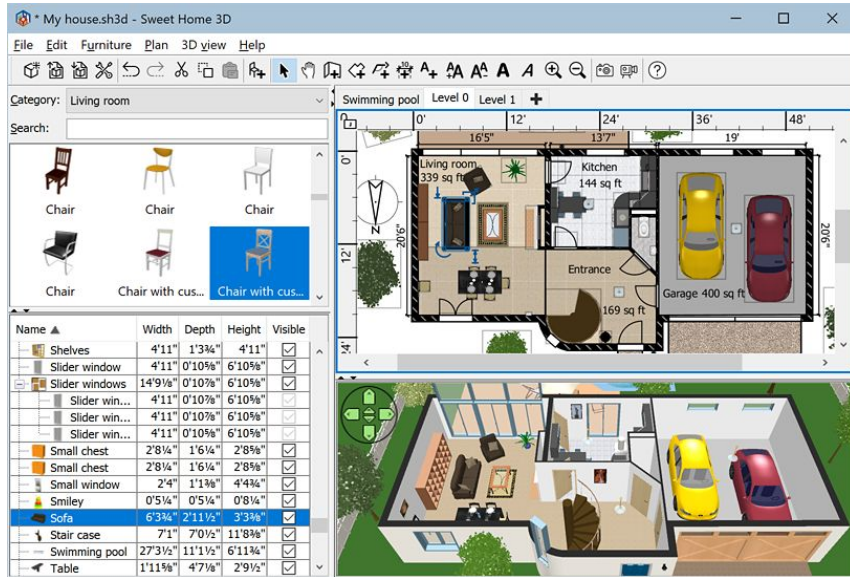 * My house.sh3d - Sweet Home 3D
File Edit Furniture Plan 3D view Help
Category: Living room
Search:
Chair Chair Chair
Chair Chair with cus... Chair with cus...
Name Width Depth Height Visible
Shelves 4'11" 1'3¾" 4'11"
Slider window 4'11" 0'10⅝" 6'10⅝"
Slider windows 14'9⅛" 0'10⅞" 6'10⅝"
Slider win... 4'11" 0'10⅞" 6'10⅝"
Slider win... 4'11" 0'10⅞" 6'10⅝"
Slider win... 4'11" 0'10⅝" 6'10⅝"
Small chest 2'8¼" 1'6¼" 2'8⅝"
Small chest 2'8¼" 1'6¼" 2'8⅝"
Small window 2'4" 1'1⅜" 4'4¾"
Smiley 0'5¼" 0'5¼" 0'8¼"
Sofa 6'3¾" 2'11½" 3'3⅜"
Stair case 7'1" 7'0½" 11'8⅜"
Swimming pool 27'3½" 11'1½" 6'11¾"
Table 1'11⅝" 4'7⅛" 2'9½"
Swimming pool Level 0 Level 1
0' 12' 24' 36' 48'
16'5" 13'7" 19'
0'
12'
24'
Living room
339 sq ft
Kitchen
144 sq ft
N
20'6"
20'6"
Entrance
169 sq ft
Garage 400 sq ft